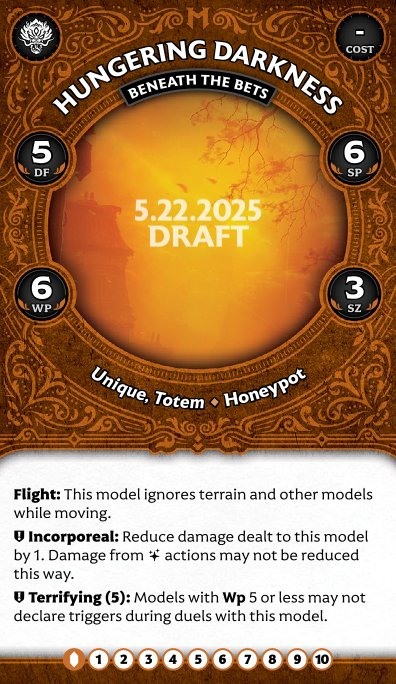 -
COST
HUNGERING DARKNESS
BENEATH THE BETS
5
DF
6
SP
5.22.2025
DRAFT
6
WP
3
SZ
Unique, Totem ⬥ Honeypot
Flight: This model ignores terrain and other models
while moving.
Incorporeal: Reduce damage dealt to this model
by 1. Damage from actions may not be reduced
this way.
Terrifying (5): Models with Wp 5 or less may not
declare triggers during duels with this model.
1 2 3 4 5 6 7 8 9 10